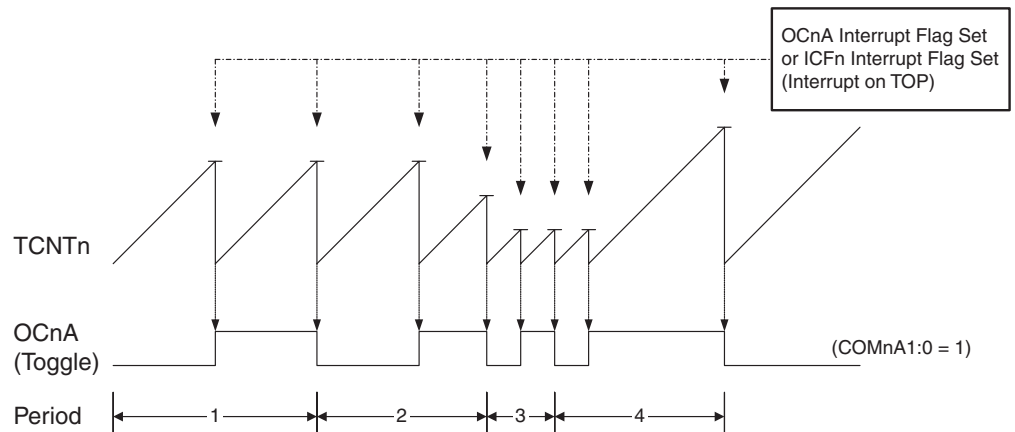 OCnA Interrupt Flag Set
or ICFn Interrupt Flag Set
(Interrupt on TOP)
TCNTn
OCnA
(Toggle)
(COMnA1:0 = 1)
Period
1
2
3
4